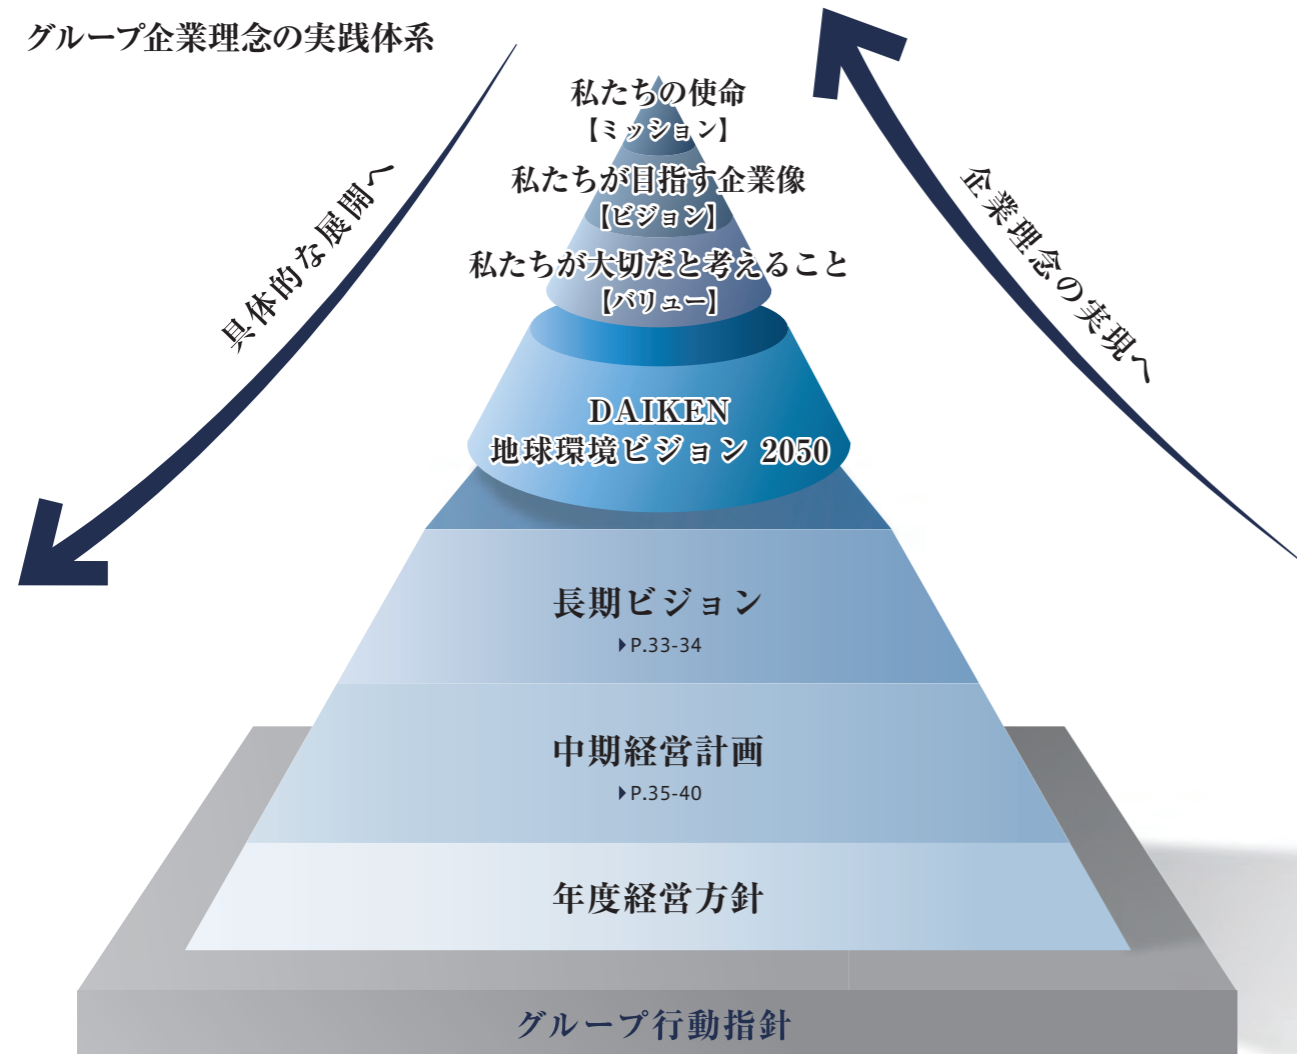 グループ企業理念の実践体系
私たちの使命
【ミッション】
私たちが目指す企業像
【ビジョン】
私たちが大切だと考えること
【バリュー】
具体的な展開へ
企業理念の実現へ
DAIKEN
地球環境ビジョン 2050
長期ビジョン
P.33-34
中期経営計画
P.35-40
年度経営方針
グループ行動指針